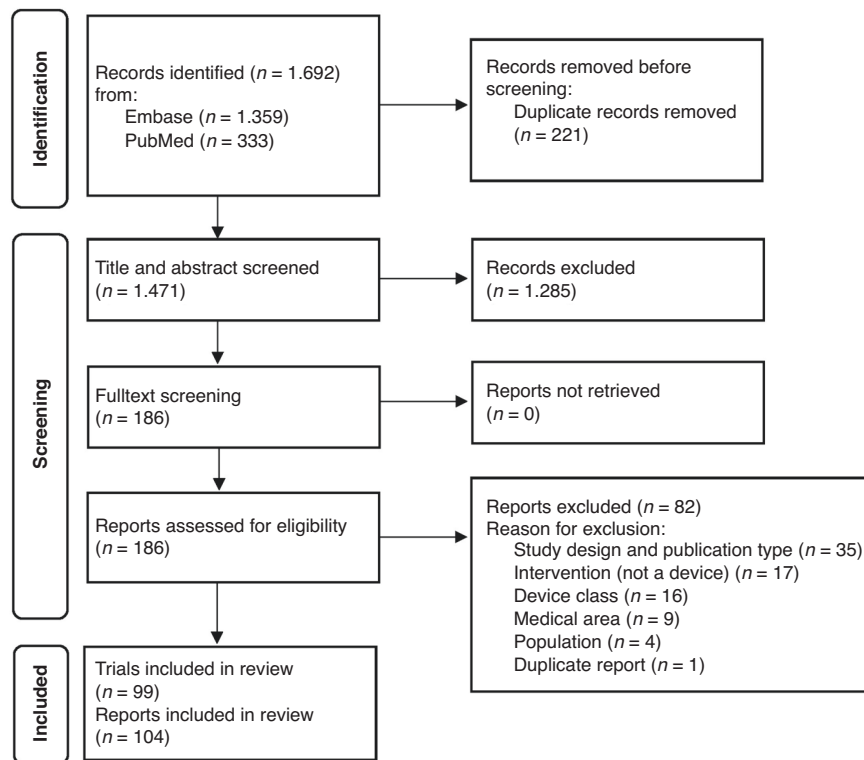 Identification
Records identified (n = 1.692)
from:
Embase (n = 1.359)
PubMed (n = 333)
Records removed before
screening:
Duplicate records removed
(n = 221)
Screening
Title and abstract screened
(n = 1.471)
Records excluded
(n = 1.285)
Fulltext screening
(n = 186)
Reports not retrieved
(n = 0)
Reports assessed for eligibility
(n = 186)
Reports excluded (n = 82)
Reason for exclusion:
Study design and publication type (n = 35)
Intervention (not a device) (n = 17)
Device class (n = 16)
Medical area (n = 9)
Population (n = 4)
Duplicate report (n = 1)
Included
Trials included in review
(n = 99)
Reports included in review
(n = 104)